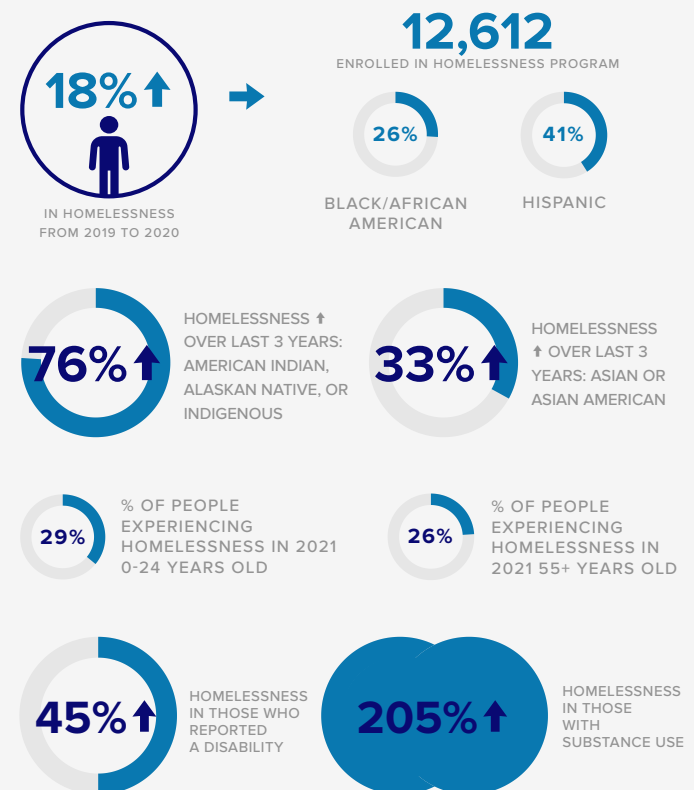 18%
IN HOMELESSNESS
FROM 2019 TO 2020
12,612
ENROLLED IN HOMELESSNESS PROGRAM
26%
BLACK/AFRICAN
AMERICAN
41%
HISPANIC
76%
HOMELESSNESS
OVER LAST 3 YEARS:
AMERICAN INDIAN,
ALASKAN NATIVE, OR
INDIGENOUS
33%
HOMELESSNESS
OVER LAST 3
YEARS: ASIAN OR
ASIAN AMERICAN
29%
% OF PEOPLE
EXPERIENCING
HOMELESSNESS IN 2021
0-24 YEARS OLD
26%
% OF PEOPLE
EXPERIENCING
HOMELESSNESS IN
2021 55+ YEARS OLD
45%
HOMELESSNESS
IN THOSE WHO
REPORTED
A DISABILITY
205%
HOMELESSNESS
IN THOSE
WITH
SUBSTANCE USE